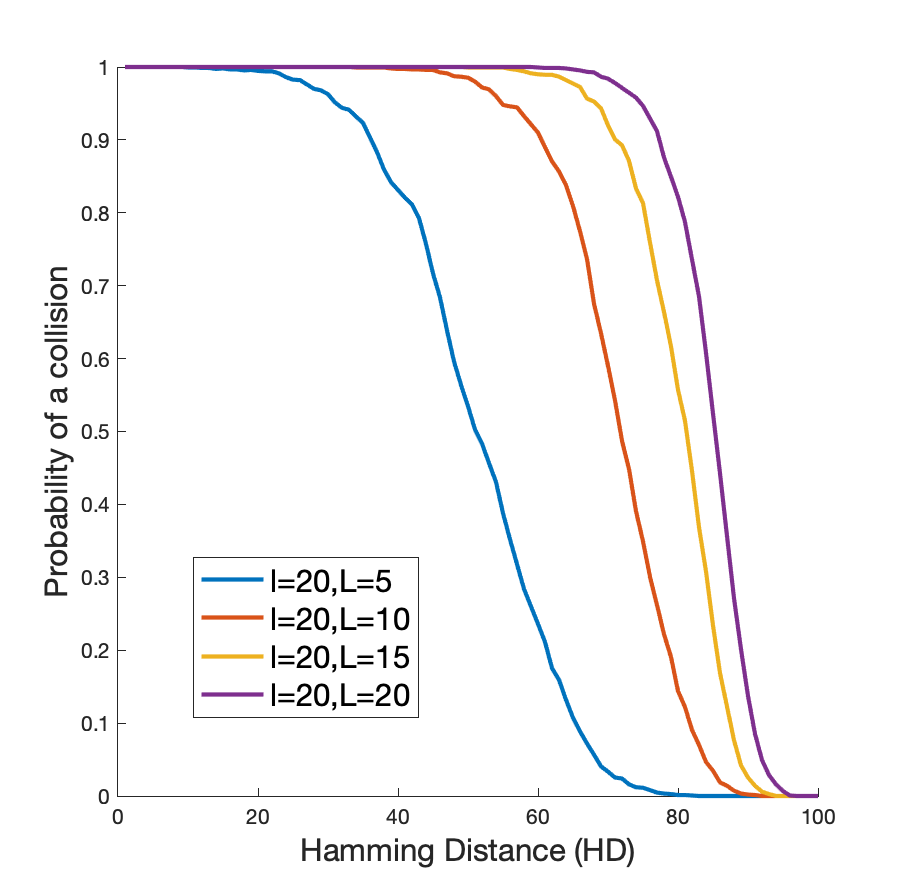 Probability of a collision
1
0.9
0.8
0.7
0.6
0.5
0.4
0.3
0.2
0.1
0
l=20,L=5
l=20,L=10
l=20,L=15
l=20,L=20
0 20 40 60 80 100
Hamming Distance (HD)